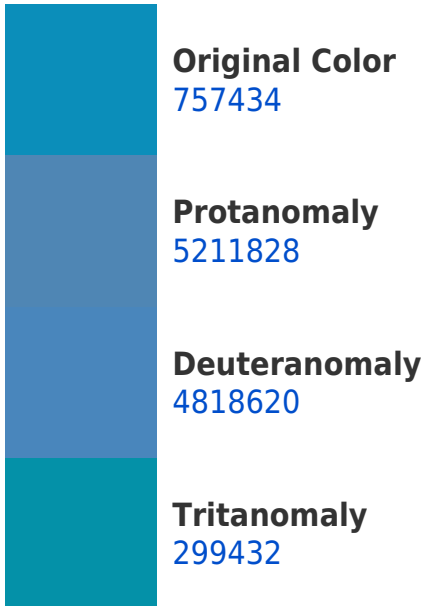 Original Color
757434
Protanomaly
5211828
Deuteranomaly
4818620
Tritanomaly
299432